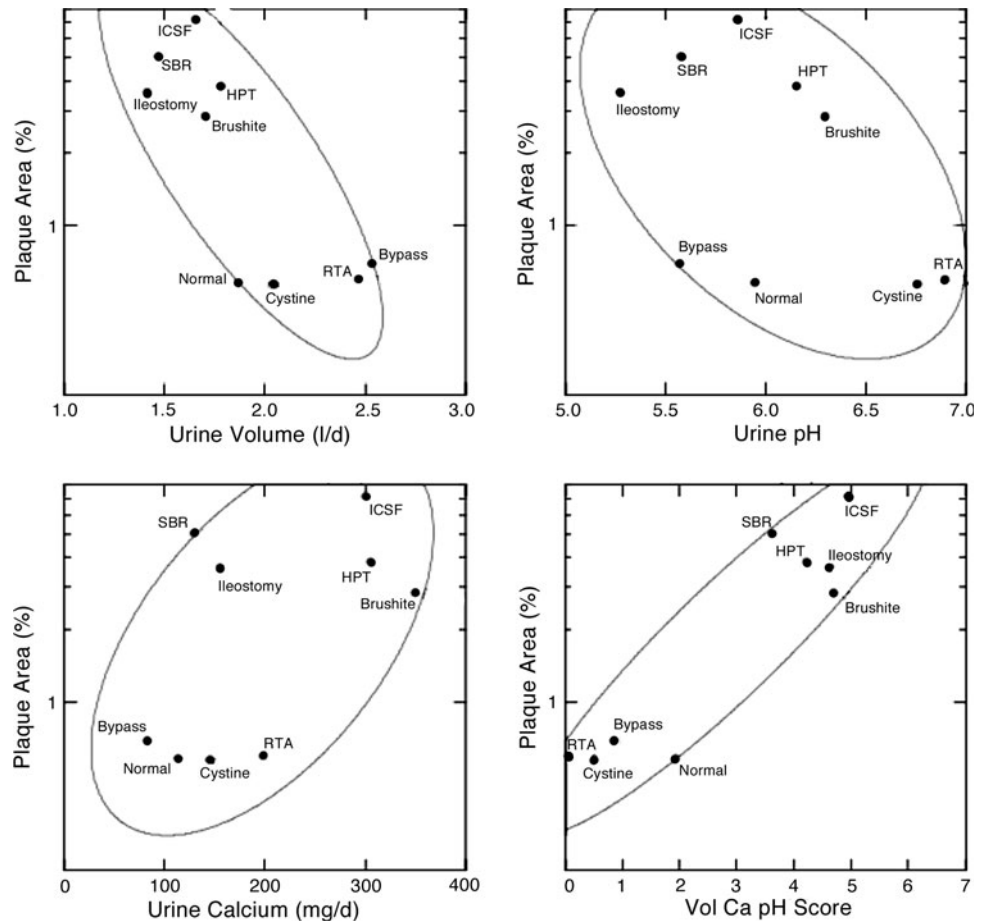 ICSF
SBR
Ileostomy
HPT
Brushite
1
Normal
Cystine
RTA
Bypass
Plaque Area (%)
1.0 1.5 2.0 2.5 3.0
Urine Volume (l/d)
ICSF
SBR
HPT
Ileostomy
Brushite
1
Bypass
Normal
Cystine
RTA
Plaque Area (%)
5.0 5.5 6.0 6.5 7.0
Urine pH
ICSF
SBR
Ileostomy
HPT
Brushite
1
Bypass
Normal
Cystine
RTA
Plaque Area (%)
0 100 200 300 400
Urine Calcium (mg/d)
ICSF
SBR
HPT
Ileostomy
Brushite
1
RTA
Bypass
Cystine
Normal
Plaque Area (%)
0 1 2 3 4 5 6 7
Vol Ca pH Score